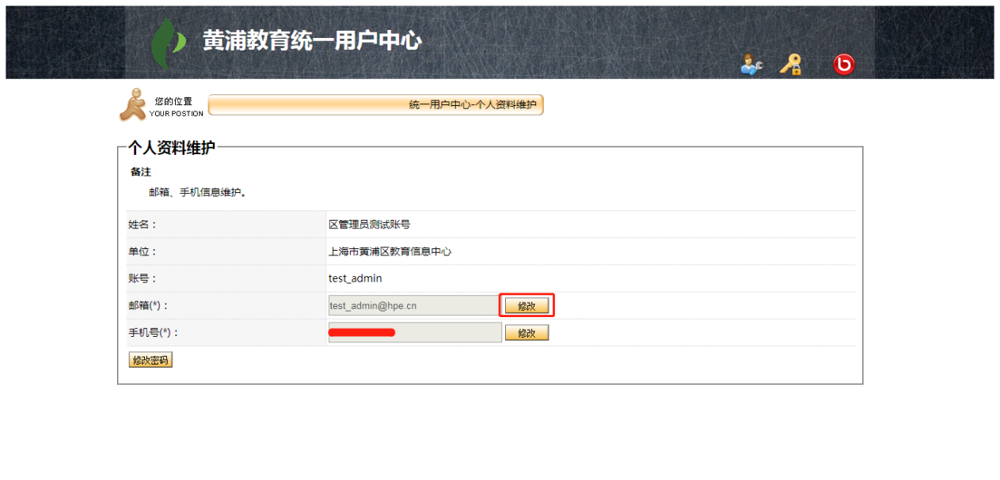 黄浦教育统一用户中心
您的位置
YOUR POSTION
统一用户中心-个人资料维护
个人资料维护
备注
邮箱、手机信息维护。
姓名： 区管理员测试账号
单位： 上海市黄浦区教育信息中心
账号： test_admin
邮箱(*)： test_admin@hpe.cn 修改
手机号(*)： 修改
修改密码